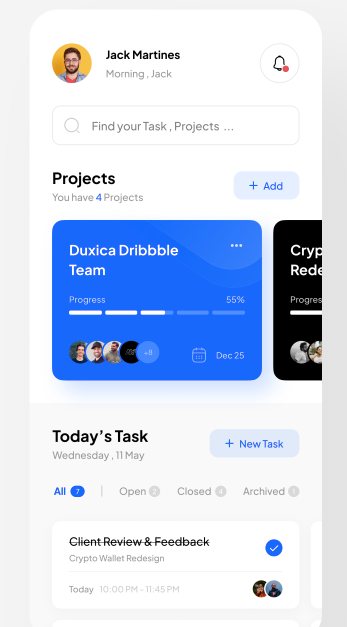 Jack Martines
Morning , Jack
Find your Task , Projects ...
Projects
You have 4 Projects
+ Add
Duxica Dribbble
Team
Progress
55%
+8
Dec 25
Cryp
Rede
Progres
Today's Task
Wednesday , 11 May
+ New Task
All 7
Open 2
Closed 4
Archived 1
Client Review & Feedback
Crypto Wallet Redesign
Today 10:00 PM - 11:45 PM